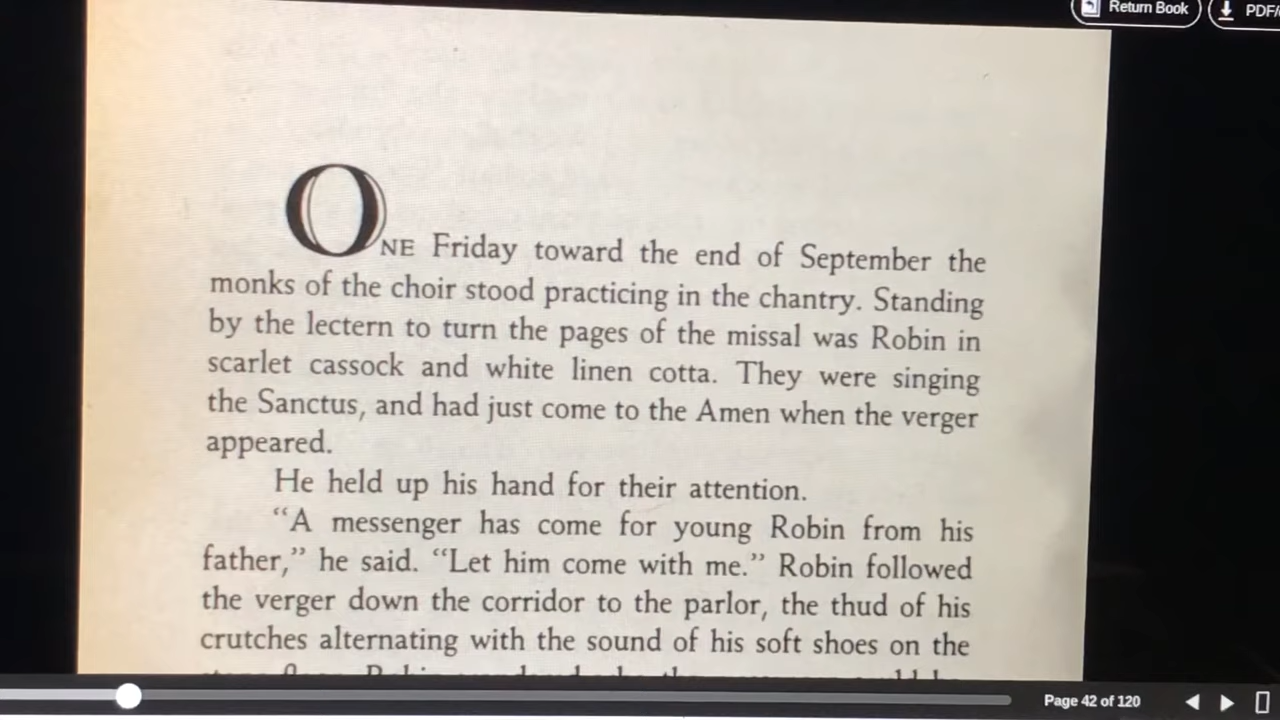 Return Book
PDF/
ONE Friday toward the end of September the
monks of the choir stood practicing in the chantry. Standing
by the lectern to turn the pages of the missal was Robin in
scarlet cassock and white linen cotta. They were singing
the Sanctus, and had just come to the Amen when the verger
appeared.
He held up his hand for their attention.
“A messenger has come for young Robin from his
father,” he said. “Let him come with me.” Robin followed
the verger down the corridor to the parlor, the thud of his
crutches alternating with the sound of his soft shoes on the
Page 42 of 120